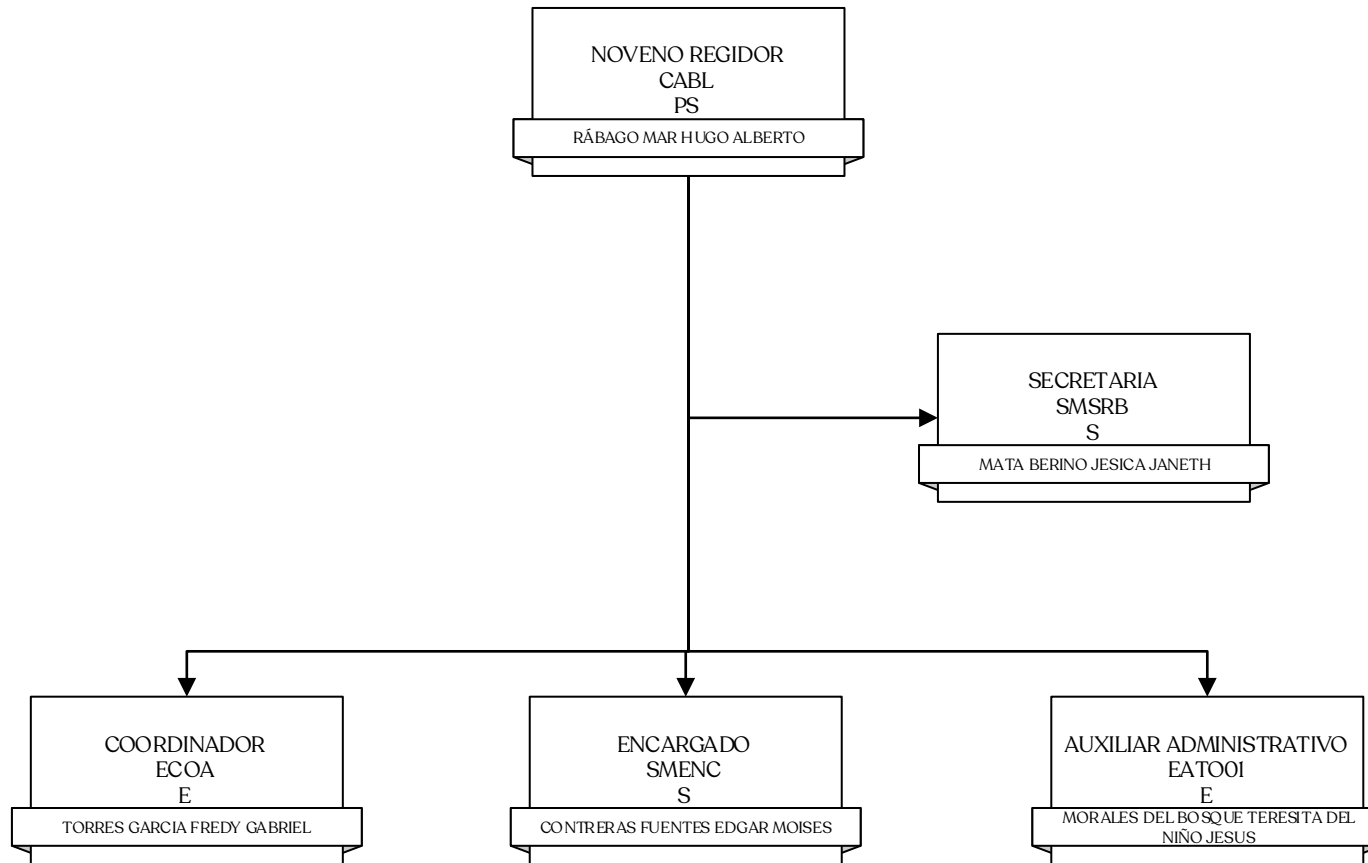 NOVENO REGIDOR
CABL
PS
RÁBAGO MAR HUGO ALBERTO
SECRETARIA
SMSRB
S
MATA BERINO JESICA JANETH
COORDINADOR
ECOA
E
TORRES GARCIA FREDY GABRIEL
ENCARGADO
SMENC
S
CONTRERAS FUENTES EDGAR MOISES
AUXILIAR ADMINISTRATIVO
EATO01
E
MORALES DEL BOSQUE TERESITA DEL
NIÑO JESUS